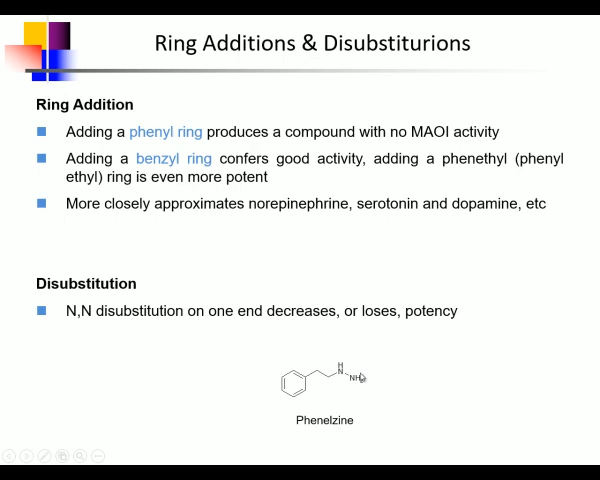 Ring Additions & Disubstiturions
Ring Addition
Adding a phenyl ring produces a compound with no MAOI activity
Adding a benzyl ring confers good activity, adding a phenethyl (phenyl
ethyl) ring is even more potent
More closely approximates norepinephrine, serotonin and dopamine, etc
Disubstitution
N,N disubstitution on one end decreases, or loses, potency
H
N
NH
Phenelzine